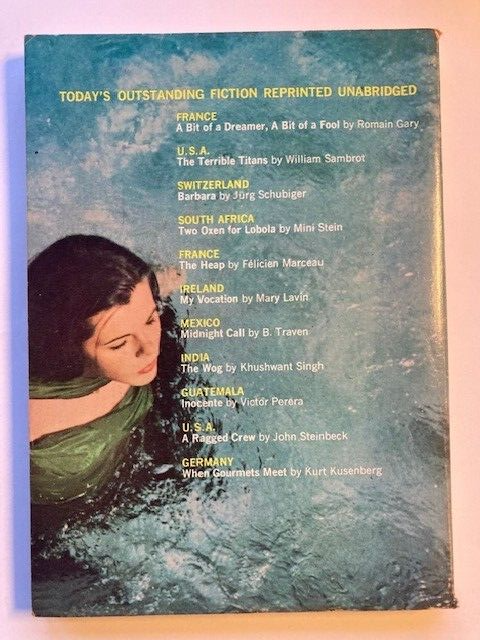 TODAY'S OUTSTANDING FICTION REPRINTED UNABRIDGED
FRANCE
A Bit of a Dreamer, A Bit of a Fool by Romain Gary
U.S.A.
The Terrible Titans by William Sambrot
SWITZERLAND
Barbara by Jürg Schubiger
SOUTH AFRICA
Two Oxen for Lobola by Mini Stein
FRANCE
The Heap by Félicien Marceau
IRELAND
My Vocation by Mary Lavin
MEXICO
Midnight Call by B. Traven
INDIA
The Wog by Khushwant Singh
GUATEMALA
Inocente by Victor Perera
U.S.A.
A Ragged Crew by John Steinbeck
GERMANY
When Gourmets Meet by Kurt Kusenberg